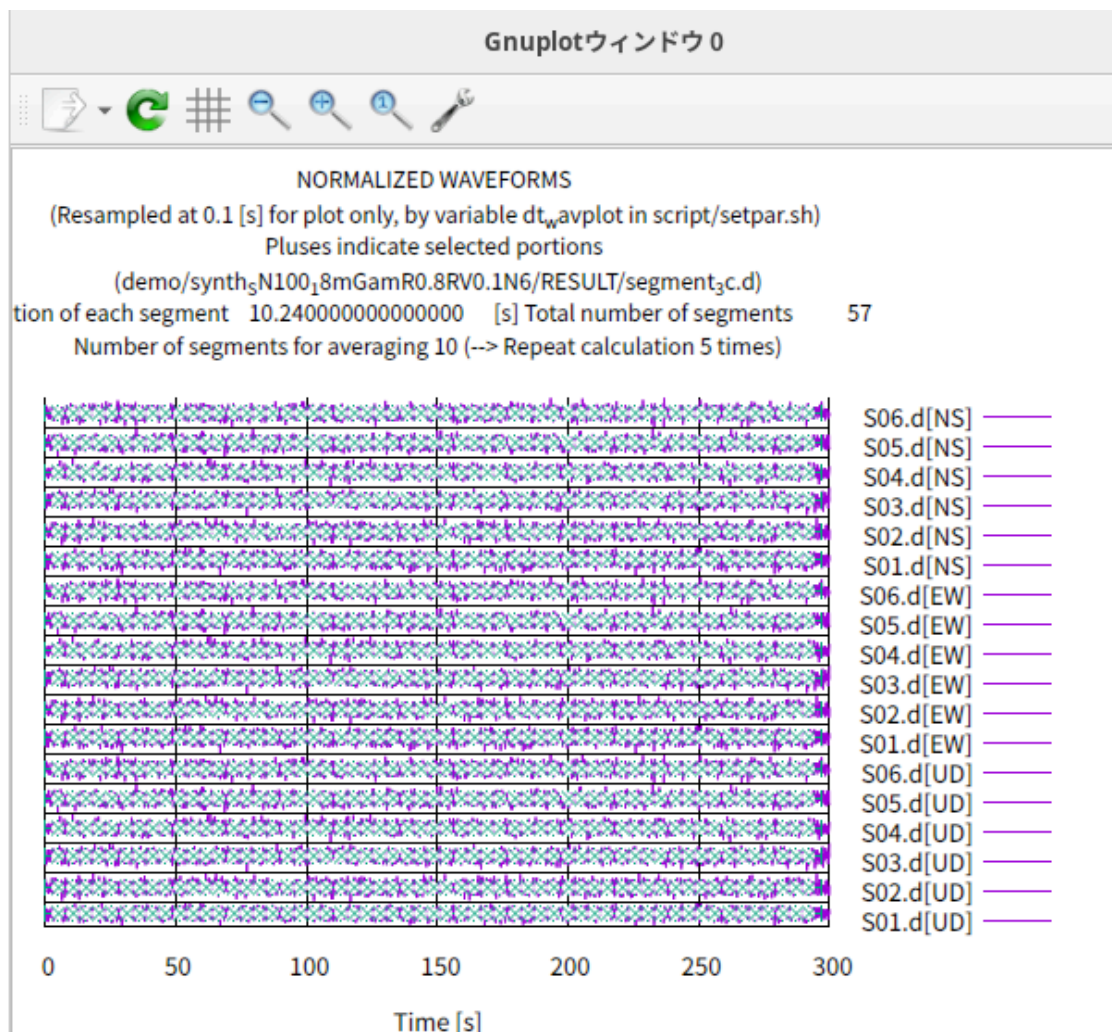 Gnuplotウィンドウ 0
NORMALIZED WAVEFORMS
(Resampled at 0.1 [s] for plot only, by variable dtwavplot in script/setpar.sh)
Pluses indicate selected portions
(demo/synthSN10018mGamR0.8RV0.1N6/RESULT/segment3c.d)
tion of each segment 10.240000000000000 [s] Total number of segments 57
Number of segments for averaging 10 (--> Repeat calculation 5 times)
S06.d[NS]
S05.d[NS]
S04.d[NS]
S03.d[NS]
S02.d[NS]
S01.d[NS]
S06.d[EW]
S05.d[EW]
S04.d[EW]
S03.d[EW]
S02.d[EW]
S01.d[EW]
S06.d[UD]
S05.d[UD]
S04.d[UD]
S03.d[UD]
S02.d[UD]
S01.d[UD]
0 50 100 150 200 250 300
Time [s]